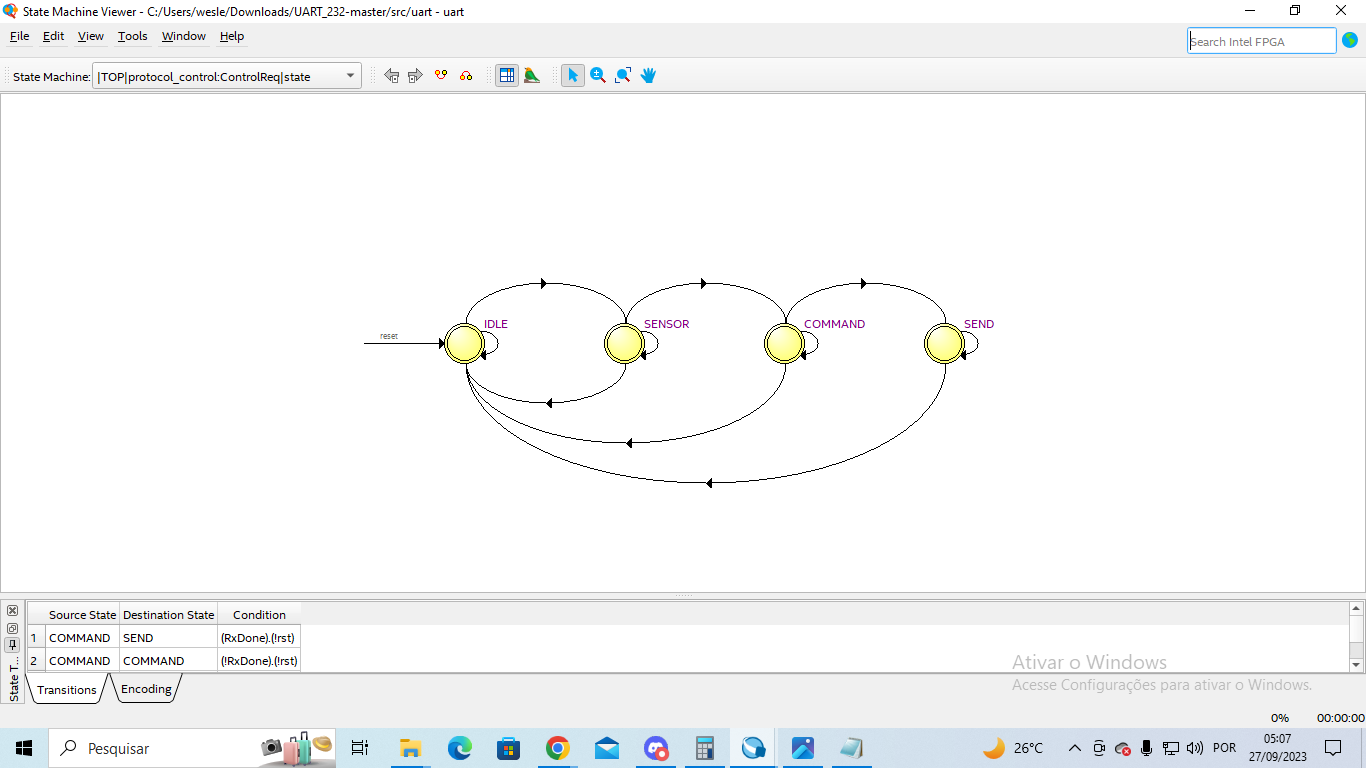 State Machine Viewer - C:/Users/wesle/Downloads/UART_232-master/src/uart - uart
File Edit View Tools Window Help
Search Intel FPGA
State Machine: |TOP|protocol_control:ControlReq|state
IDLE SENSOR COMMAND SEND
reset
Source State Destination State Condition
1 COMMAND SEND (RxDone).(!rst)
2 COMMAND COMMAND (!RxDone).(!rst)
State T...
Transitions Encoding
Ativar o Windows
Acesse Configurações para ativar o Windows.
0% 00:00:00
Pesquisar
26°C
POR
05:07
27/09/2023